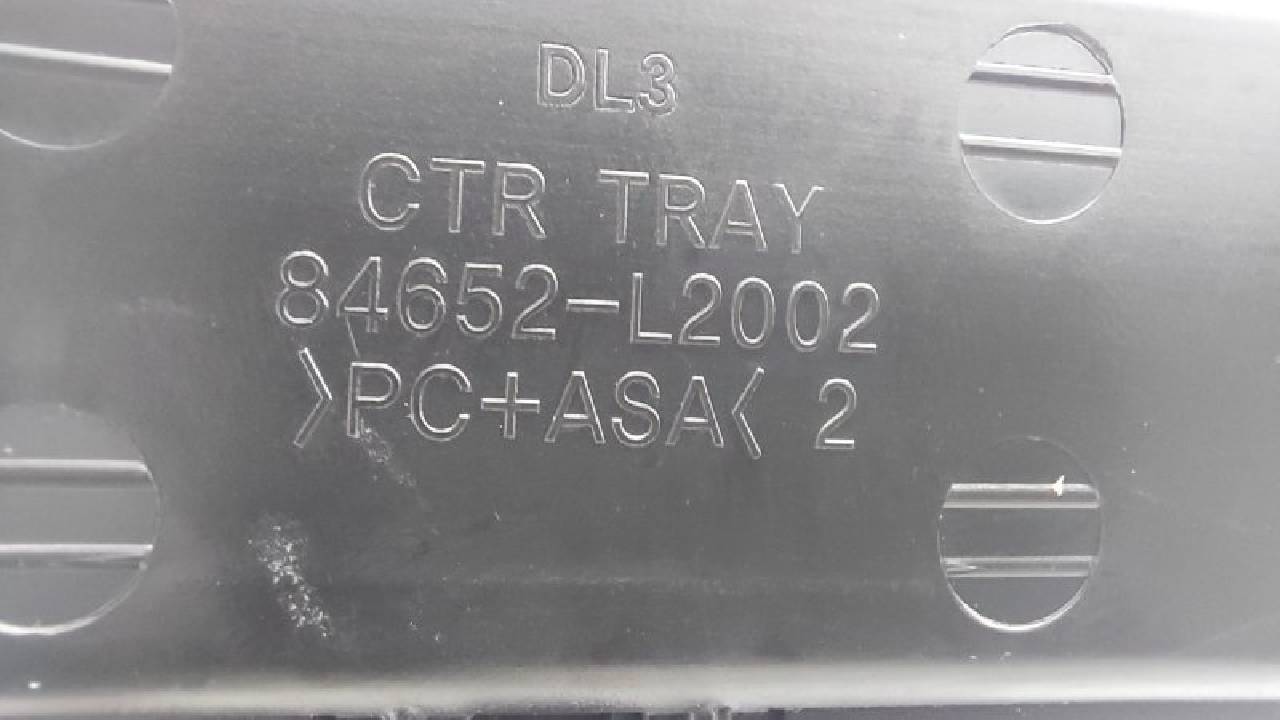 DL3
CTR TRAY
84652-L2002
>PC+ASA< 2